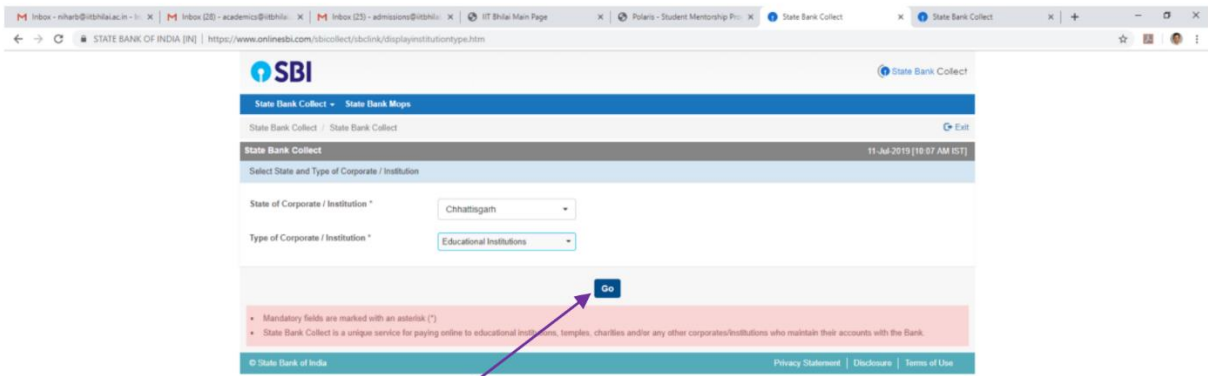 Inbox - niharb@iitbhilai.ac.in - In
Inbox (28) - academics@iitbhila
Inbox (25) - admissions@iitbhil
IIT Bhilai Main Page
Polaris - Student Mentorship Pro
State Bank Collect
State Bank Collect
STATE BANK OF INDIA [IN] | https://www.onlinesbi.com/sbicollect/sbclink/displayinstitutiontype.htm
SBI
State Bank Collect
State Bank Collect State Bank Mops
State Bank Collect / State Bank Collect
Exit
State Bank Collect
11-Jul-2019 [10:07 AM IST]
Select State and Type of Corporate / Institution
State of Corporate / Institution *
Chhattisgarh
Type of Corporate / Institution *
Educational Institutions
Go
Mandatory fields are marked with an asterisk (*)
State Bank Collect is a unique service for paying online to educational institutions, temples, charities and/or any other corporates/institutions who maintain their accounts with the Bank.
© State Bank of India
Privacy Statement | Disclosure | Terms of Use